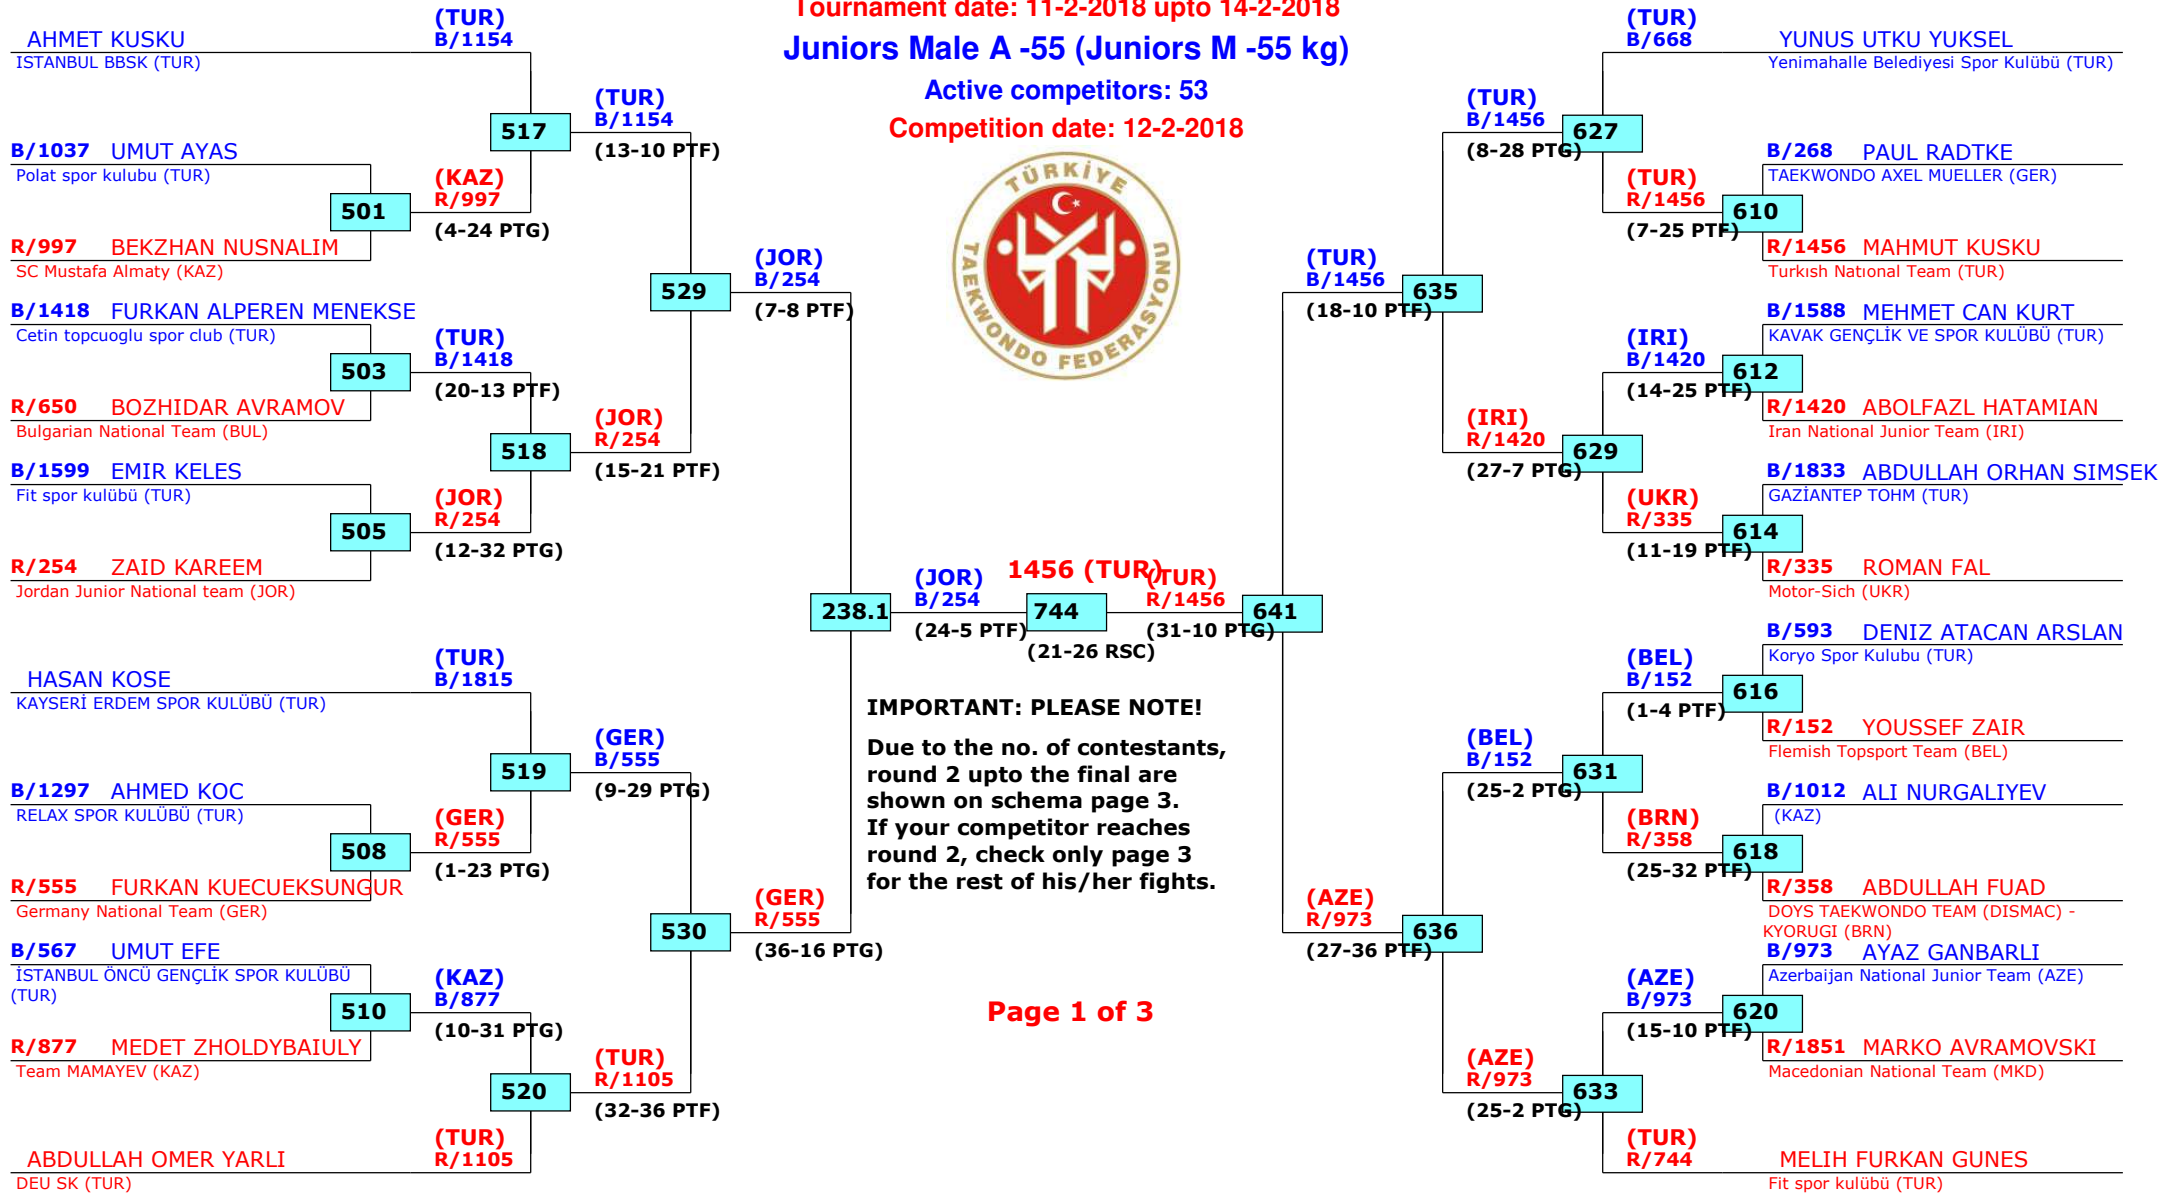 Tournament date: 11-2-2018 upto 14-2-2018
Juniors Male A -55 (Juniors M -55 kg)
Active competitors: 53
Competition date: 12-2-2018
TÜRKİYE
TAEKWONDO FEDERASYONU
(TUR)
AHMET KUSKU B/1154
ISTANBUL BBSK (TUR)
(TUR)
517 B/1154
(13-10 PTF)
B/1037 UMUT AYAS
Polat spor kulubu (TUR)
(KAZ)
501 R/997
(4-24 PTG)
R/997 BEKZHAN NUSNALIM
SC Mustafa Almaty (KAZ)
(JOR)
529 B/254
(7-8 PTF)
B/1418 FURKAN ALPEREN MENEKSE
Cetin topcuoglu spor club (TUR)
(TUR)
503 B/1418
(20-13 PTF)
R/650 BOZHIDAR AVRAMOV
Bulgarian National Team (BUL)
(JOR)
518 R/254
(15-21 PTF)
B/1599 EMIR KELES
Fit spor kulübü (TUR)
(JOR)
505 R/254
(12-32 PTG)
R/254 ZAID KAREEM
Jordan Junior National team (JOR)
(JOR)
238.1 B/254
(24-5 PTF)
1456 (TUR)
744
(21-26 RSC)
(TUR)
R/1456 641
(31-10 PTG)
(TUR)
HASAN KOSE B/1815
KAYSERİ ERDEM SPOR KULÜBÜ (TUR)
(GER)
519 B/555
(9-29 PTG)
B/1297 AHMED KOC
RELAX SPOR KULÜBÜ (TUR)
(GER)
508 R/555
(1-23 PTG)
R/555 FURKAN KUECUEKSUNGUR
Germany National Team (GER)
(GER)
530 R/555
(36-16 PTG)
B/567 UMUT EFE
İSTANBUL ÖNCÜ GENÇLİK SPOR KULÜBÜ
(TUR)
(KAZ)
510 B/877
(10-31 PTG)
R/877 MEDET ZHOLDYBAIULY
Team MAMAYEV (KAZ)
(TUR)
520 R/1105
(32-36 PTF)
(TUR)
ABDULLAH OMER YARLI R/1105
DEU SK (TUR)
IMPORTANT: PLEASE NOTE!
Due to the no. of contestants,
round 2 upto the final are
shown on schema page 3.
If your competitor reaches
round 2, check only page 3
for the rest of his/her fights.
Page 1 of 3
(TUR)
B/668 YUNUS UTKU YUKSEL
Yenimahalle Belediyesi Spor Kulübü (TUR)
(TUR)
B/1456 627
(8-28 PTG)
B/268 PAUL RADTKE
TAEKWONDO AXEL MUELLER (GER)
(TUR)
R/1456 610
(7-25 PTF)
R/1456 MAHMUT KUSKU
Turkısh Natıonal Team (TUR)
(TUR)
B/1456 635
(18-10 PTF)
B/1588 MEHMET CAN KURT
KAVAK GENÇLİK VE SPOR KULÜBÜ (TUR)
(IRI)
B/1420 612
(14-25 PTF)
R/1420 ABOLFAZL HATAMIAN
Iran National Junior Team (IRI)
(IRI)
R/1420 629
(27-7 PTG)
B/1833 ABDULLAH ORHAN SIMSEK
GAZİANTEP TOHM (TUR)
(UKR)
R/335 614
(11-19 PTF)
R/335 ROMAN FAL
Motor-Sich (UKR)
B/593 DENIZ ATACAN ARSLAN
Koryo Spor Kulubu (TUR)
(BEL)
B/152 616
(1-4 PTF)
R/152 YOUSSEF ZAIR
Flemish Topsport Team (BEL)
(BEL)
B/152 631
(25-2 PTG)
B/1012 ALI NURGALIYEV
(KAZ)
(BRN)
R/358 618
(25-32 PTF)
R/358 ABDULLAH FUAD
DOYS TAEKWONDO TEAM (DISMAC) -
KYORUGI (BRN)
(AZE)
R/973 636
(27-36 PTF)
B/973 AYAZ GANBARLI
Azerbaijan National Junior Team (AZE)
(AZE)
B/973 620
(15-10 PTF)
R/1851 MARKO AVRAMOVSKI
Macedonian National Team (MKD)
(AZE)
R/973 633
(25-2 PTG)
(TUR)
R/744 MELIH FURKAN GUNES
Fit spor kulübü (TUR)